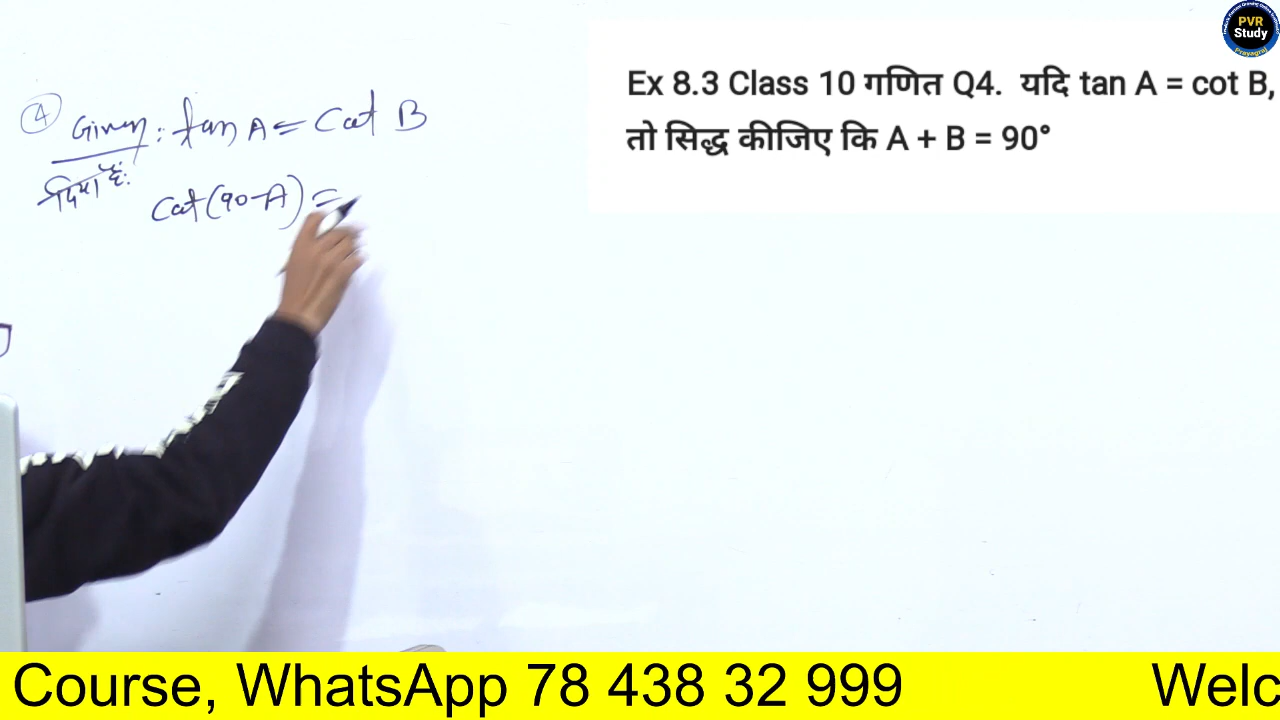 PVR
Study
Prayagraj
Ex 8.3 Class 10 गणित Q4. यदि tan A = cot B,
तो सिद्ध कीजिए कि A + B = 90°
④ Given: tan A = Cot B
दिया है:
Cot (90-A) =
Course, WhatsApp 78 438 32 999 Welc